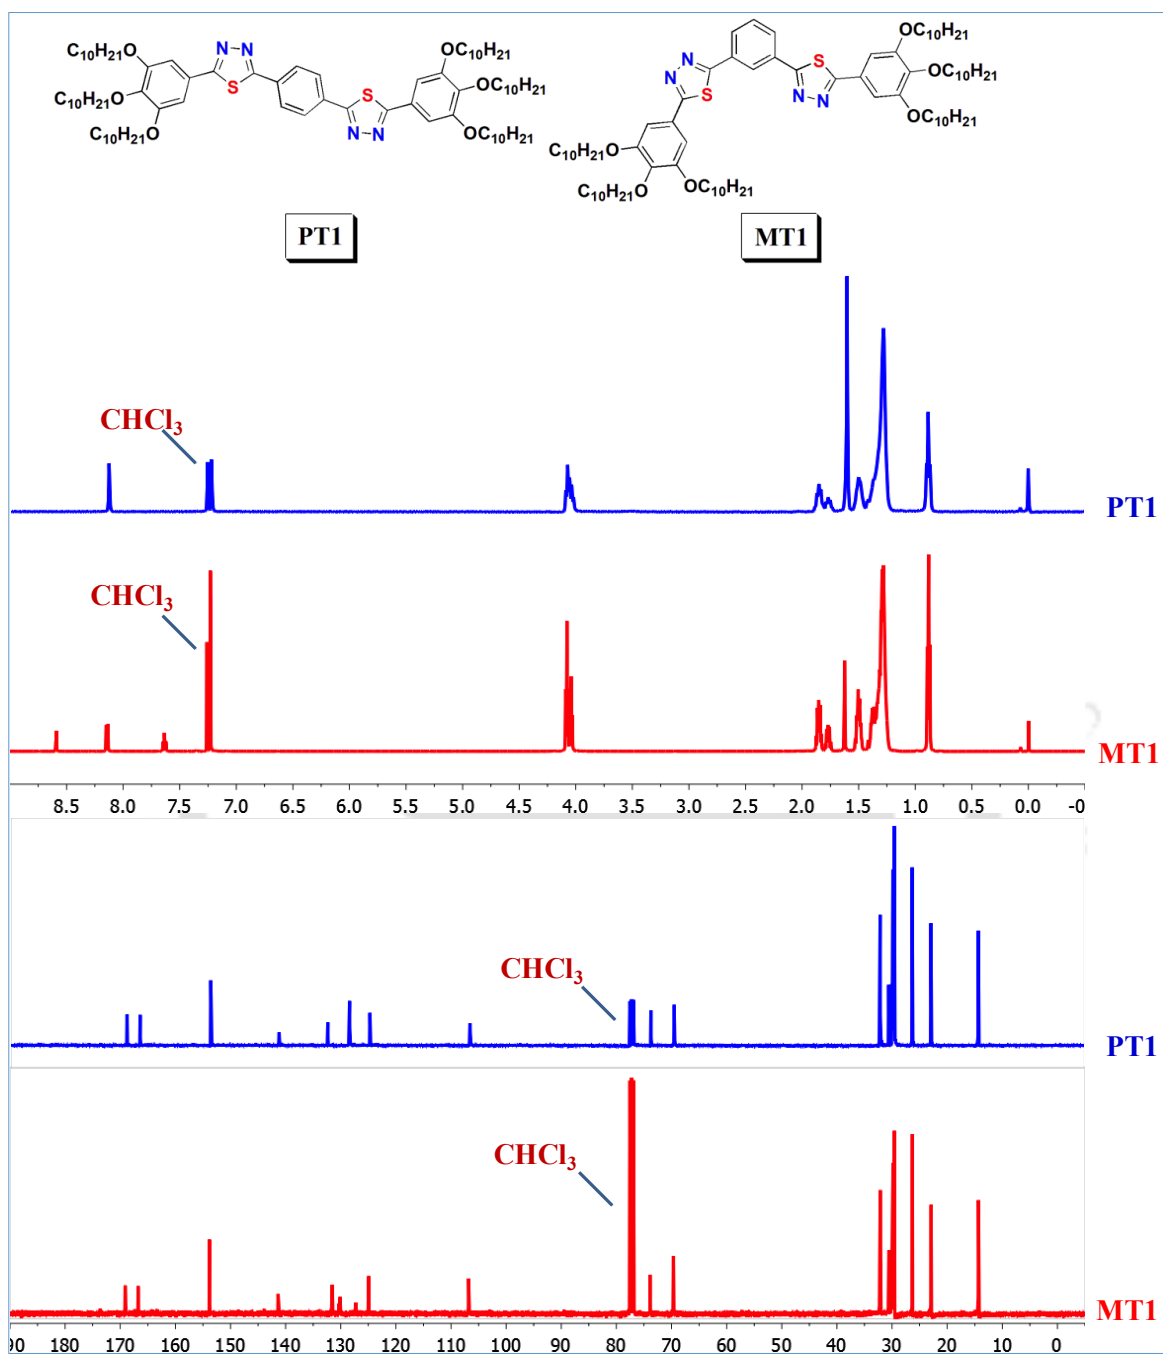 C₁₀H₂₁O N N OC₁₀H₂₁
C₁₀H₂₁O S S OC₁₀H₂₁
C₁₀H₂₁O N N OC₁₀H₂₁
N N S OC₁₀H₂₁
S N N OC₁₀H₂₁
OC₁₀H₂₁
C₁₀H₂₁O
C₁₀H₂₁O OC₁₀H₂₁
PT1 MT1
CHCl₃
PT1
CHCl₃
MT1
8.5 8.0 7.5 7.0 6.5 6.0 5.5 5.0 4.5 4.0 3.5 3.0 2.5 2.0 1.5 1.0 0.5 0.0 -0
CHCl₃
PT1
CHCl₃
MT1
90 180 170 160 150 140 130 120 110 100 90 80 70 60 50 40 30 20 10 0